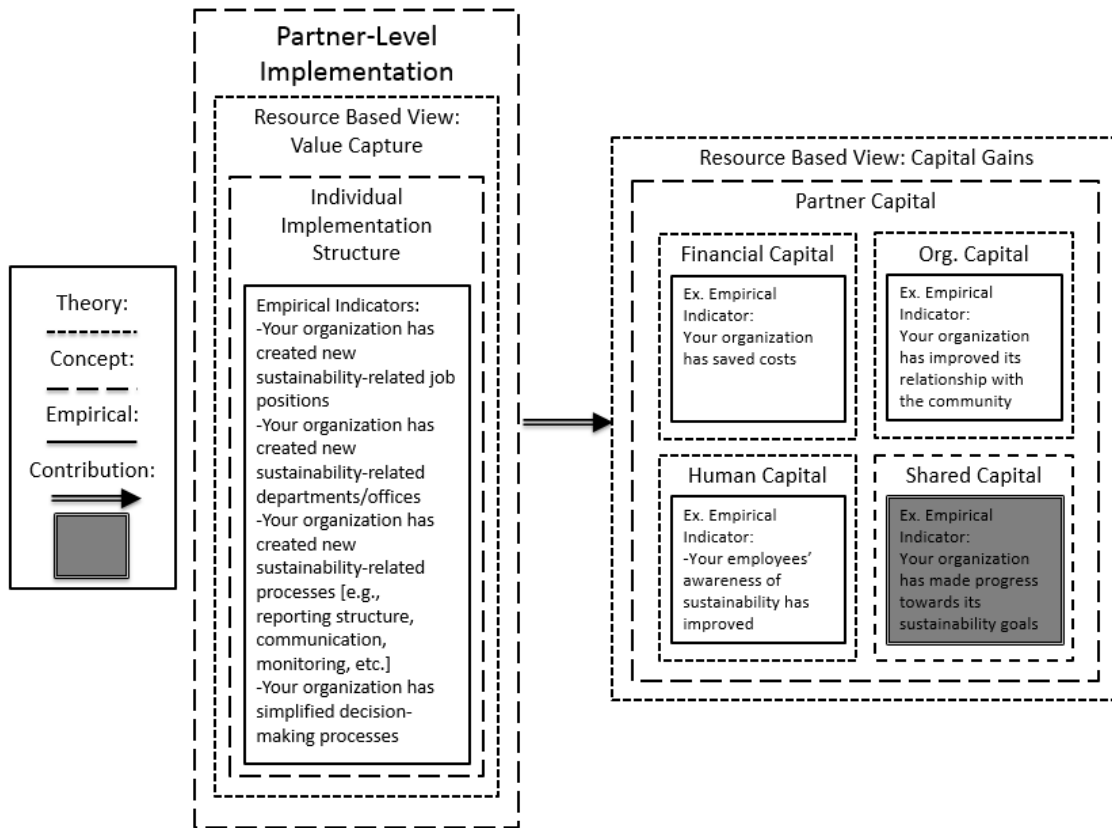 Theory:
Concept:
Empirical:
Contribution:
Partner-Level
Implementation
Resource Based View:
Value Capture
Individual
Implementation
Structure
Empirical Indicators:
-Your organization has
created new
sustainability-related job
positions
-Your organization has
created new
sustainability-related
departments/offices
-Your organization has
created new
sustainability-related
processes [e.g.,
reporting structure,
communication,
monitoring, etc.]
-Your organization has
simplified decision-
making processes
Resource Based View: Capital Gains
Partner Capital
Financial Capital
Ex. Empirical
Indicator:
Your organization
has saved costs
Org. Capital
Ex. Empirical
Indicator:
Your organization
has improved its
relationship with
the community
Human Capital
Ex. Empirical
Indicator:
-Your employees’
awareness of
sustainability has
improved
Shared Capital
Ex. Empirical
Indicator:
Your organization
has made progress
towards its
sustainability goals